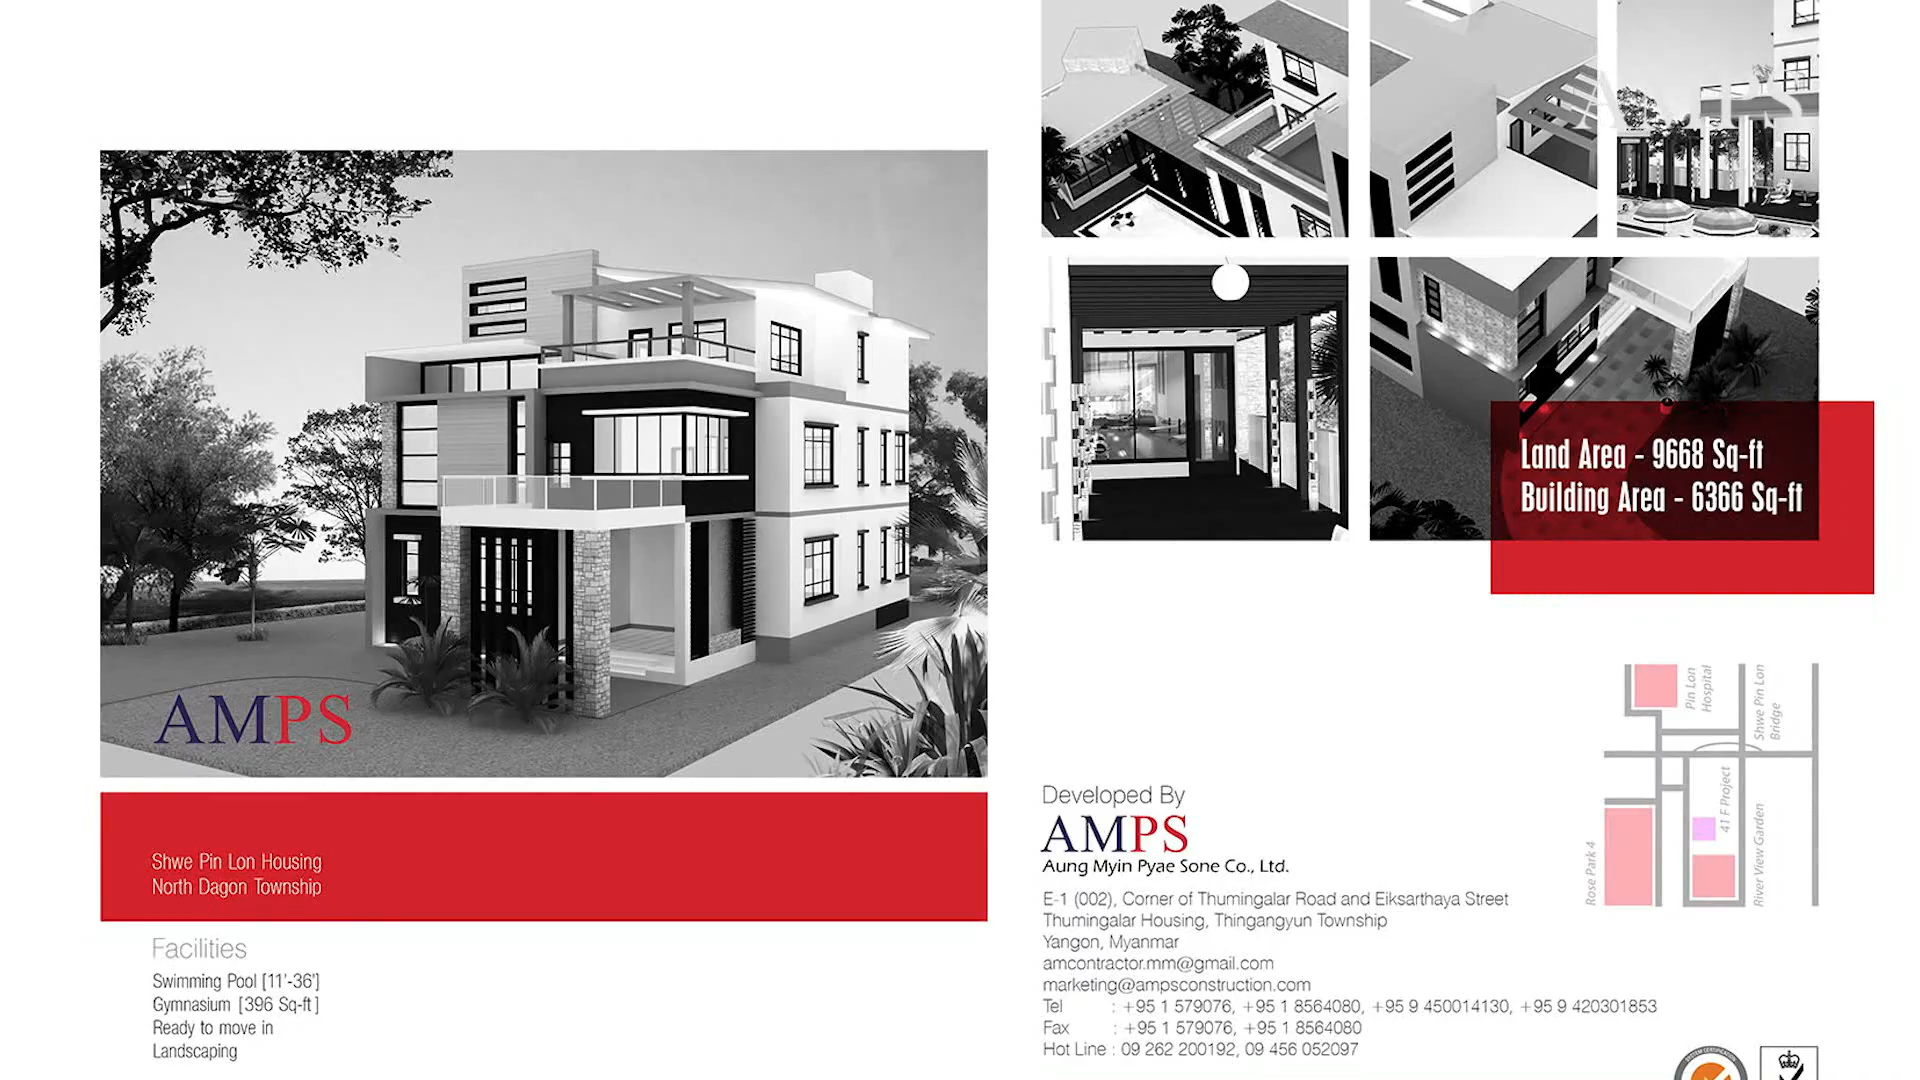 AMPS
AMPS
Shwe Pin Lon Housing
North Dagon Township
Facilities
Swimming Pool [11'-36']
Gymnasium [396 Sq-ft]
Ready to move in
Landscaping
Land Area - 9668 Sq-ft
Building Area - 6366 Sq-ft
Pin Lon
Hospital
Shwe Pin Lon
Bridge
41 F Project
River View Garden
Rose Park 4
Developed By
AMPS
Aung Myin Pyae Sone Co., Ltd.
E-1 (002), Corner of Thumingalar Road and Eiksarthaya Street
Thumingalar Housing, Thingangyun Township
Yangon, Myanmar
amcontractor.mm@gmail.com
marketing@ampsconstruction.com
Tel : +95 1 579076, +95 1 8564080, +95 9 450014130, +95 9 420301853
Fax : +95 1 579076, +95 1 8564080
Hot Line : 09 262 200192, 09 456 052097
SYSTEM CERTIFICATION